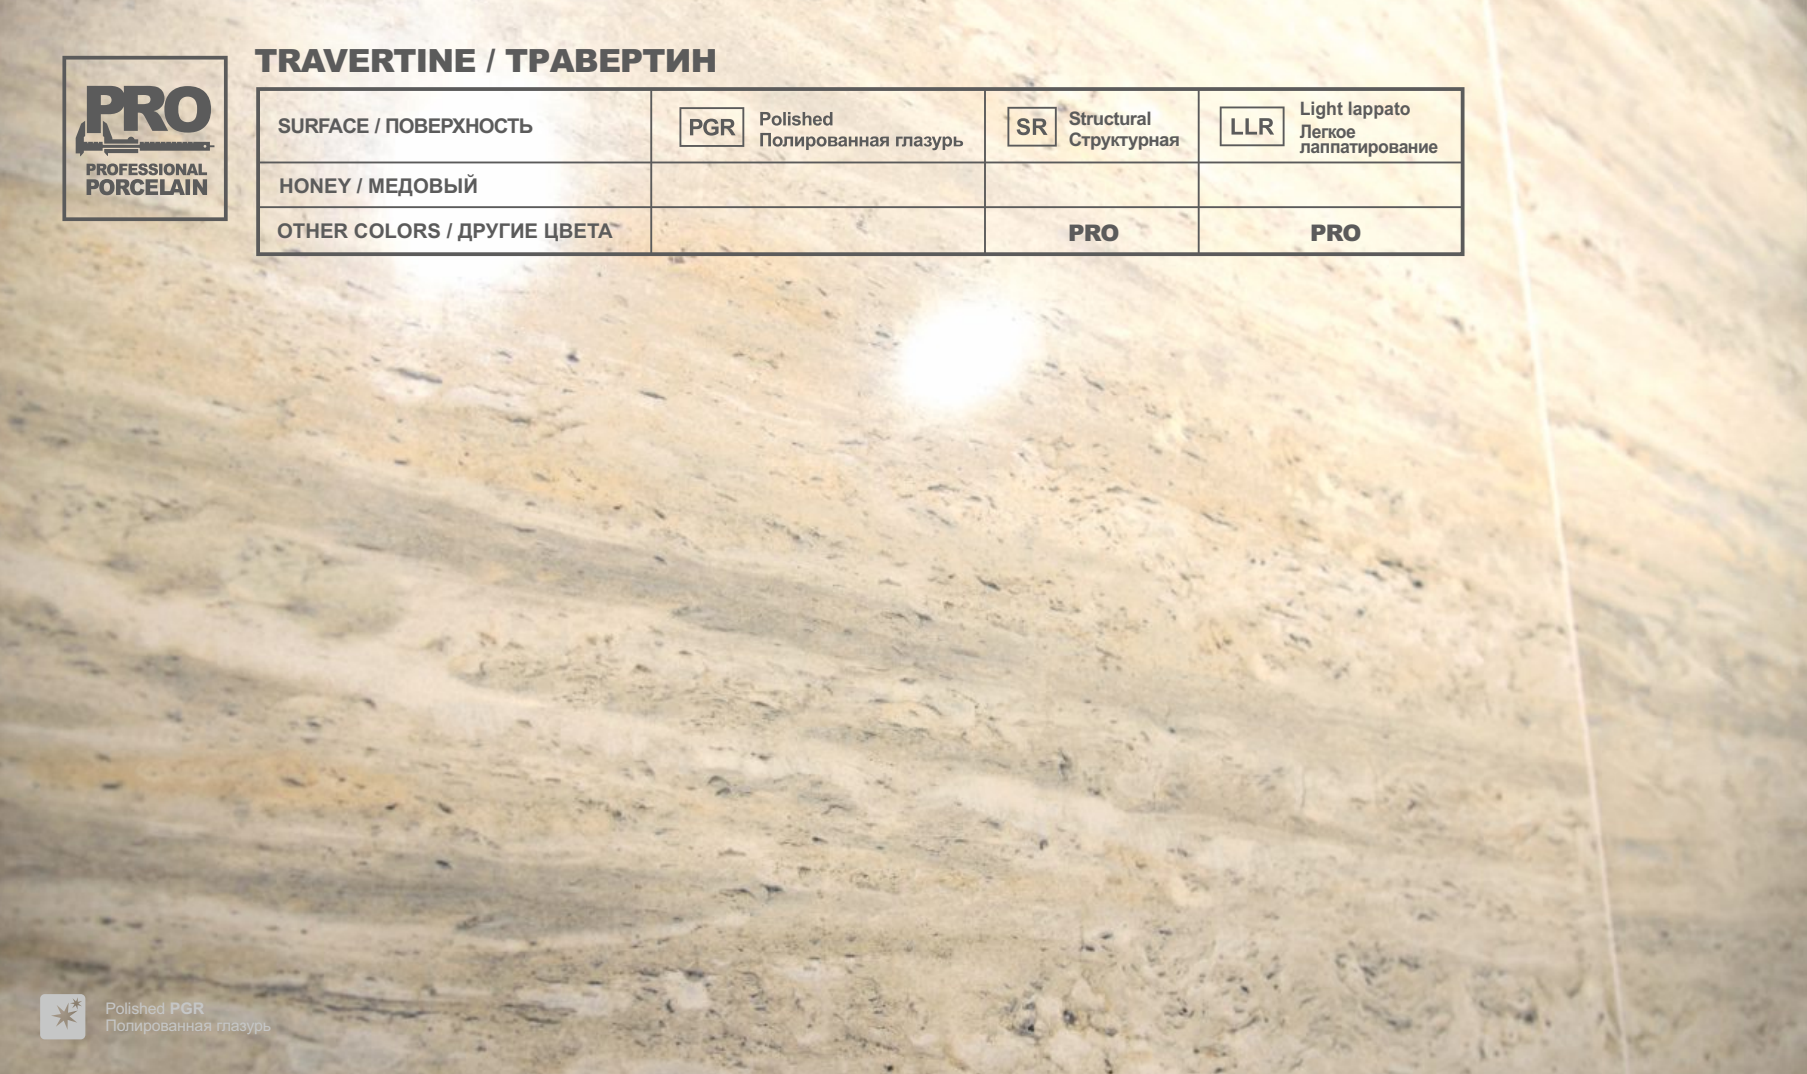 TRAVERTINE / ТРАВЕРТИН
PRO
PROFESSIONAL
PORCELAIN
SURFACE / ПОВЕРХНОСТЬ
PGR
Polished
Полированная глазурь
SR
Structural
Структурная
LLR
Light lappato
Легкое
лаппатирование
HONEY / МЕДОВЫЙ
OTHER COLORS / ДРУГИЕ ЦВЕТА
PRO
PRO
Polished PGR
Полированная глазурь